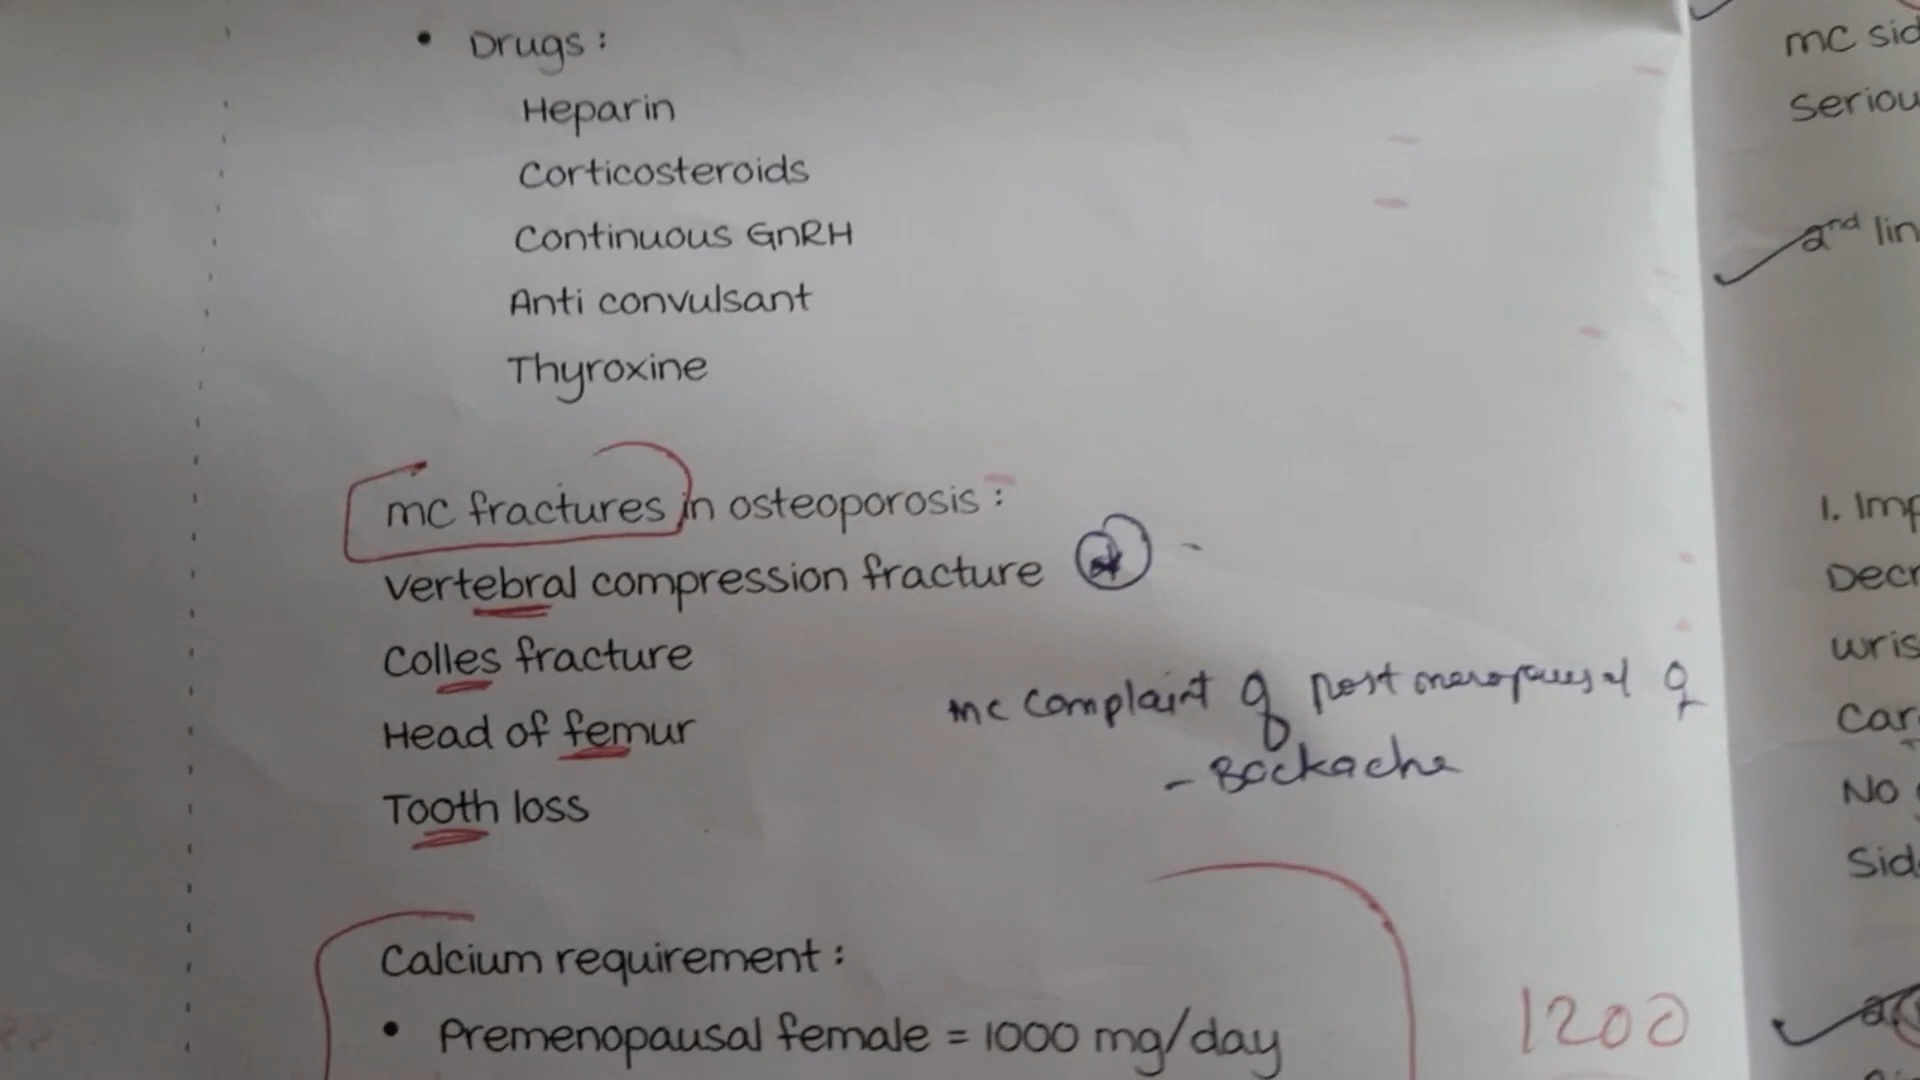 • Drugs:
Heparin
Corticosteroids
Continuous GnRH
Anti convulsant
Thyroxine
mc fractures in osteoporosis:
Vertebral compression fracture
Colles fracture
Head of femur
Tooth loss
mc complaint of post menopausal ♀
- Backache
Calcium requirement:
• Premenopausal female = 1000 mg/day
1200
mc sid
Seriou
2nd lin
1. Imp
Decr
wris
Car
No
Sid